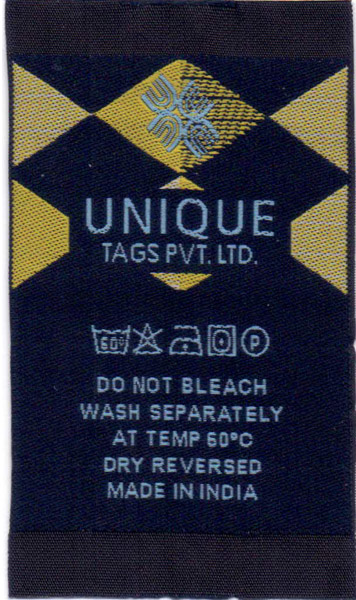 UNIQUE
TAGS PVT. LTD.
60° P
DO NOT BLEACH
WASH SEPARATELY
AT TEMP 60°C
DRY REVERSED
MADE IN INDIA